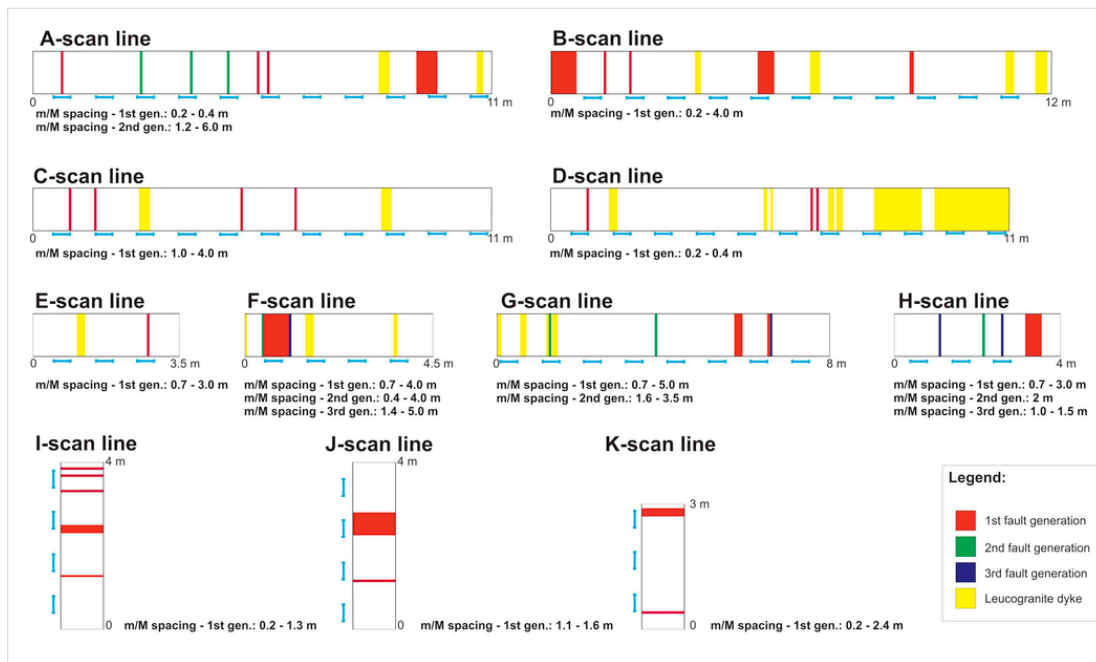 A-scan line
0
11 m
m/M spacing - 1st gen.: 0.2 - 0.4 m
m/M spacing - 2nd gen.: 1.2 - 6.0 m
B-scan line
0
12 m
m/M spacing - 1st gen.: 0.2 - 4.0 m
C-scan line
0
11 m
m/M spacing - 1st gen.: 1.0 - 4.0 m
D-scan line
0
11 m
m/M spacing - 1st gen.: 0.2 - 0.4 m
E-scan line
0
3.5 m
m/M spacing - 1st gen.: 0.7 - 3.0 m
F-scan line
0
4.5 m
m/M spacing - 1st gen.: 0.7 - 4.0 m
m/M spacing - 2nd gen.: 0.4 - 4.0 m
m/M spacing - 3rd gen.: 1.4 - 5.0 m
G-scan line
0
8 m
m/M spacing - 1st gen.: 0.7 - 5.0 m
m/M spacing - 2nd gen.: 1.6 - 3.5 m
H-scan line
0
4 m
m/M spacing - 1st gen.: 0.7 - 3.0 m
m/M spacing - 2nd gen.: 2 m
m/M spacing - 3rd gen.: 1.0 - 1.5 m
I-scan line
4 m
0
m/M spacing - 1st gen.: 0.2 - 1.3 m
J-scan line
4 m
0
m/M spacing - 1st gen.: 1.1 - 1.6 m
K-scan line
3 m
0
m/M spacing - 1st gen.: 0.2 - 2.4 m
Legend:
1st fault generation
2nd fault generation
3rd fault generation
Leucogranite dyke